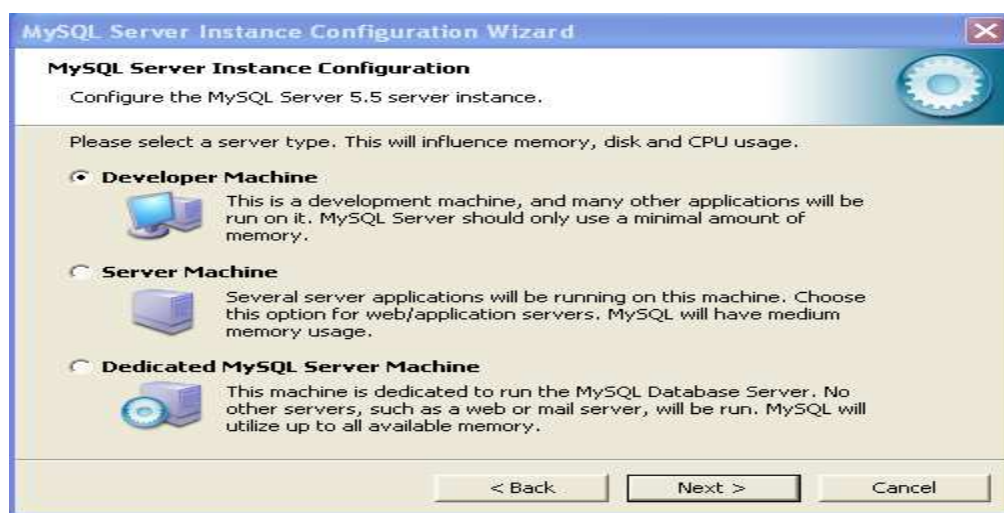 MySQL Server Instance Configuration Wizard
MySQL Server Instance Configuration
Configure the MySQL Server 5.5 server instance.
Please select a server type. This will influence memory, disk and CPU usage.
Developer Machine
This is a development machine, and many other applications will be
run on it. MySQL Server should only use a minimal amount of
memory.
Server Machine
Several server applications will be running on this machine. Choose
this option for web/application servers. MySQL will have medium
memory usage.
Dedicated MySQL Server Machine
This machine is dedicated to run the MySQL Database Server. No
other servers, such as a web or mail server, will be run. MySQL will
utilize up to all available memory.
< Back
Next >
Cancel